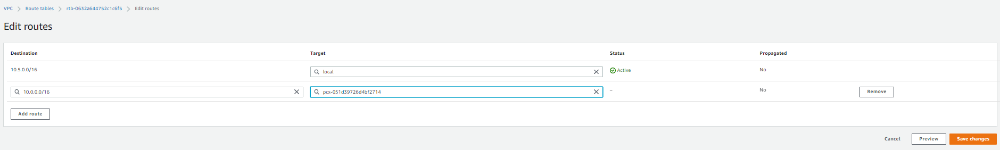 VPC > Route tables > rtb-0632a644752c1c6f5 > Edit routes
Edit routes
Destination Target Status Propagated
10.5.0.0/16 local Active No
10.0.0.0/16 pcx-051d39726d4bf2714 – No Remove
Add route
Cancel Preview Save changes